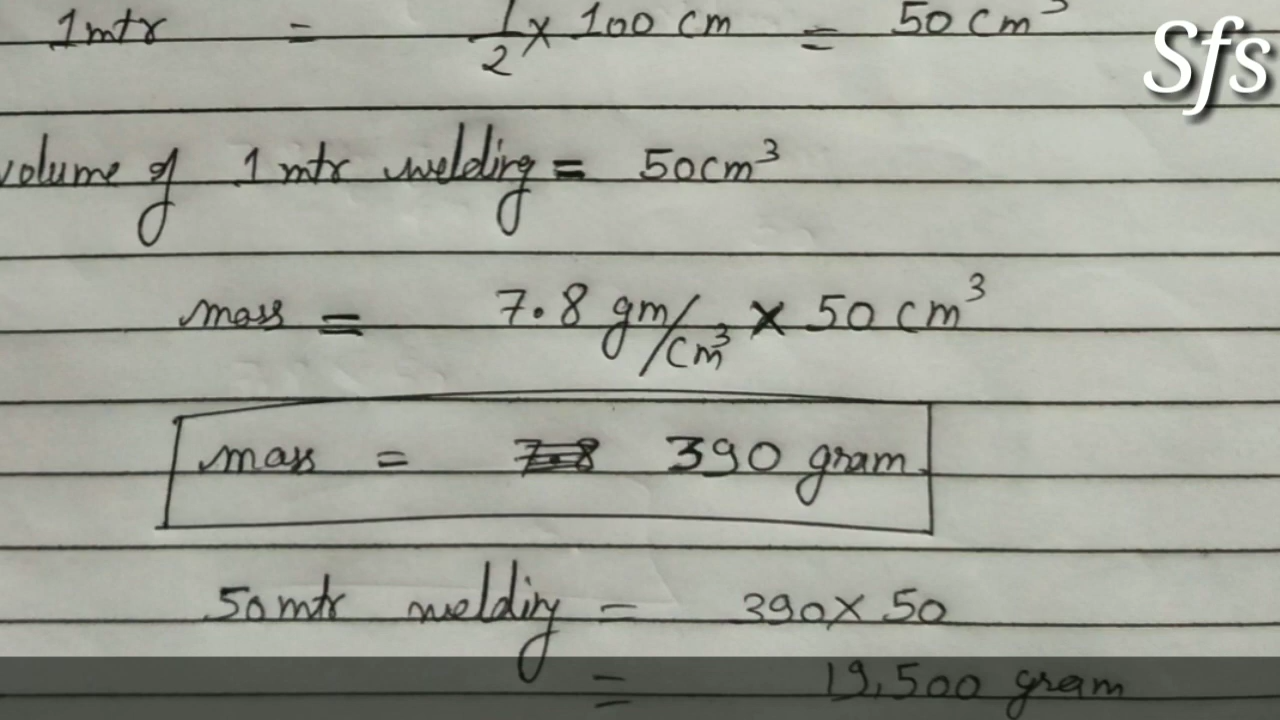 1mtr = 1/2 × 100 cm = 50 cm³
Sfs
volume of 1 mtr welding = 50cm³
mass = 7.8 gm/cm³ × 50 cm³
mass = 7.8 390 gram
50mtr welding = 390×50
= 19,500 gram